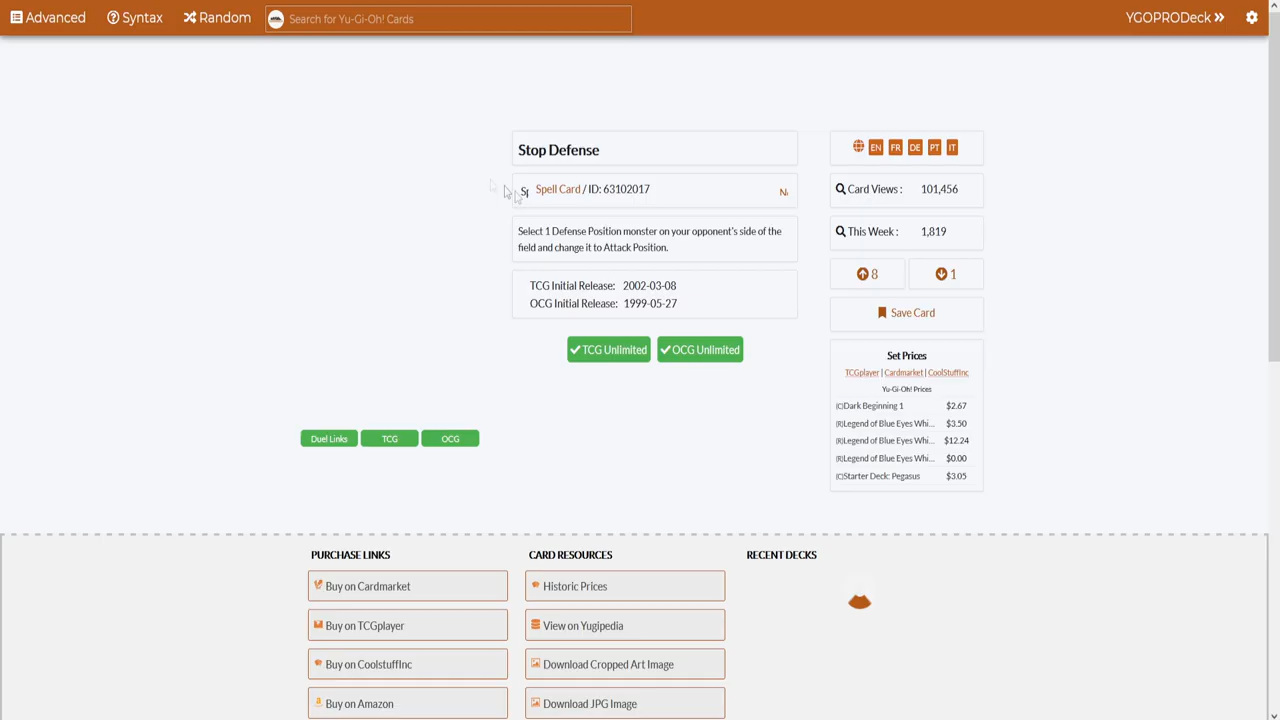 Advanced Syntax Random Search for Yu-Gi-Oh! Cards YGOPRODeck
Stop Defense
Spell Card / ID: 63102017
Select 1 Defense Position monster on your opponent's side of the
field and change it to Attack Position.
TCG Initial Release: 2002-03-08
OCG Initial Release: 1999-05-27
TCG Unlimited OCG Unlimited
Duel Links TCG OCG
EN FR DE PT IT
Card Views : 101,456
This Week : 1,819
8 1
Save Card
Set Prices
TCGplayer | Cardmarket | CoolStuffInc
Yu-Gi-Oh! Prices
(C)Dark Beginning 1 $2.67
(R)Legend of Blue Eyes Whi... $3.50
(R)Legend of Blue Eyes Whi... $12.24
(R)Legend of Blue Eyes Whi... $0.00
(C)Starter Deck: Pegasus $3.05
PURCHASE LINKS
Buy on Cardmarket
Buy on TCGplayer
Buy on CoolstuffInc
Buy on Amazon
CARD RESOURCES
Historic Prices
View on Yugipedia
Download Cropped Art Image
Download JPG Image
RECENT DECKS